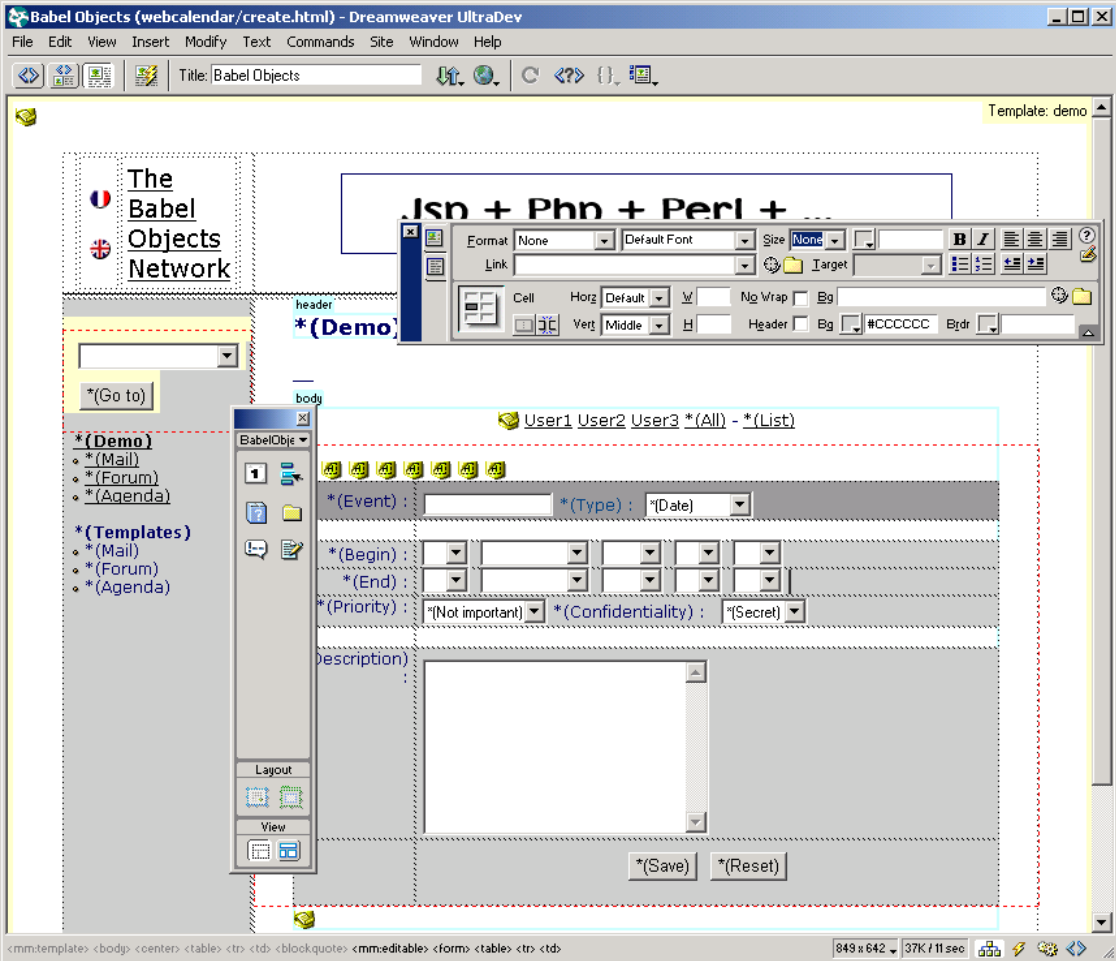 Babel Objects (webcalendar/create.html) - Dreamweaver UltraDev
File Edit View Insert Modify Text Commands Site Window Help
Title: Babel Objects
Template: demo
The
Babel
Objects
Network
Jsp + Php + Perl + ...
Format None Default Font Size None B I
Link Target
Cell Horz Default W No Wrap Bg
Vert Middle H Header Bg #CCCCCC Brdr
header
*(Demo)
*(Go to)
body
User1 User2 User3 *(All) - *(List)
*(Demo)
*(Mail)
*(Forum)
*(Agenda)
*(Templates)
*(Mail)
*(Forum)
*(Agenda)
BabelObje
Layout
View
*(Event) : *(Type) : *(Date)
*(Begin) :
*(End) :
*(Priority) : *(Not important) *(Confidentiality) : *(Secret)
Description)
:
*(Save) *(Reset)
<mm:template> <body> <center> <table> <tr> <td> <blockquote> <mm:editable> <form> <table> <tr> <td>
849 x 642 37K / 11 sec